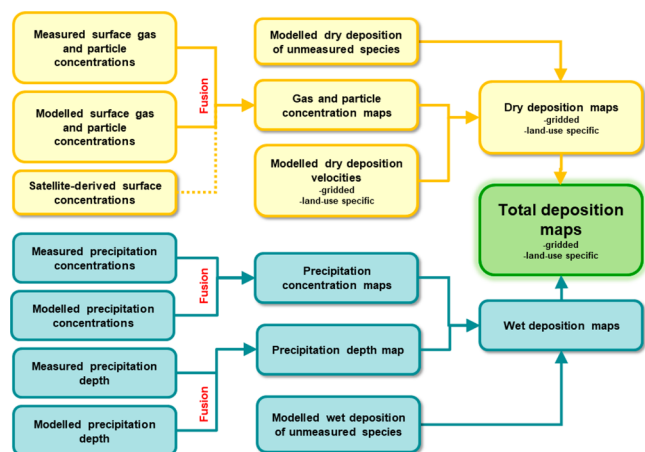 Measured surface gas
and particle
concentrations
Modelled surface gas
and particle
concentrations
Satellite-derived surface
concentrations
Fusion
Modelled dry deposition
of unmeasured species
Gas and particle
concentration maps
Modelled dry deposition
velocities
-gridded
-land-use specific
Dry deposition maps
-gridded
-land-use specific
Total deposition
maps
-gridded
-land-use specific
Measured precipitation
concentrations
Modelled precipitation
concentrations
Fusion
Measured precipitation
depth
Modelled precipitation
depth
Fusion
Precipitation
concentration maps
Precipitation depth map
Modelled wet deposition
of unmeasured species
Wet deposition maps